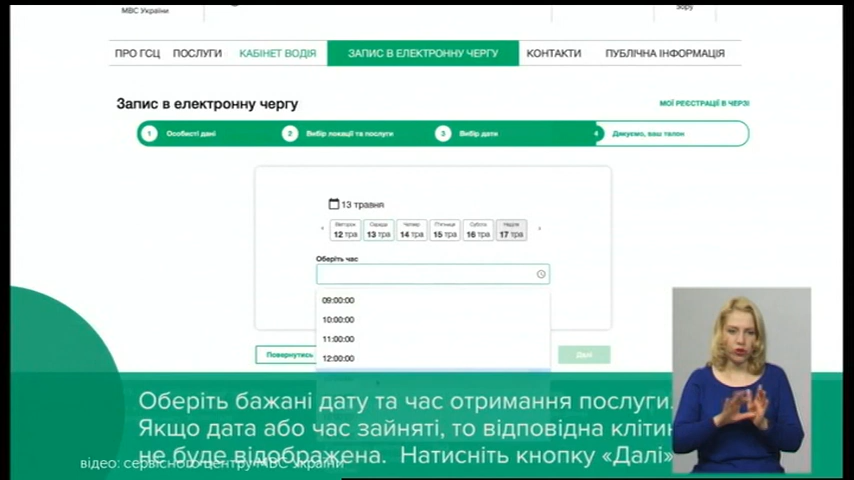 МВС України
зору
ПРО ГСЦ ПОСЛУГИ КАБІНЕТ ВОДІЯ ЗАПИС В ЕЛЕКТРОННУ ЧЕРГУ КОНТАКТИ ПУБЛІЧНА ІНФОРМАЦІЯ
Запис в електронну чергу
МОЇ РЕЄСТРАЦІЇ В ЧЕРЗІ
1 Особисті дані 2 Вибір локації та послуги 3 Вибір дати 4 Дякуємо, ваш талон
13 травня
Вівторок Середа Четвер П'ятниця Субота Неділя
12 тра 13 тра 14 тра 15 тра 16 тра 17 тра
Оберіть час
09:00:00
10:00:00
11:00:00
12:00:00
Повернутись
Далі
Оберіть бажані дату та час отримання послуги.
Якщо дата або час зайняті, то відповідна клітин
не буде відображена. Натисніть кнопку «Далі»
відео: сервісного центру МВС України